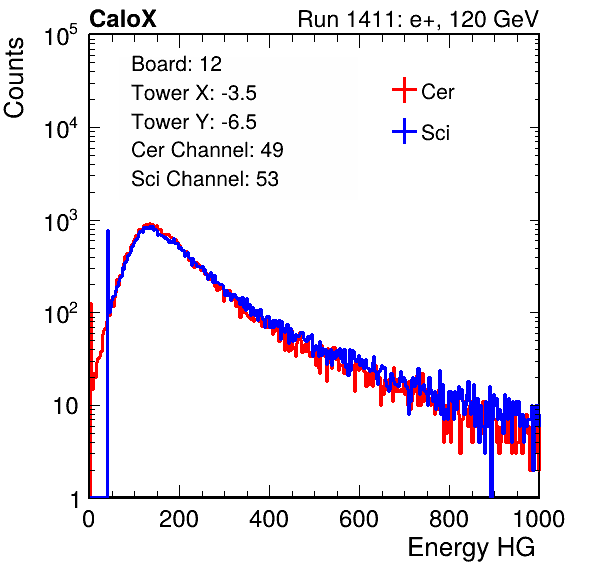 CaloX Run 1411: e+, 120 GeV
Counts
Board: 12
Tower X: -3.5
Tower Y: -6.5
Cer Channel: 49
Sci Channel: 53
Cer
Sci
10^5
10^4
10^3
10^2
10
1
0 200 400 600 800 1000
Energy HG